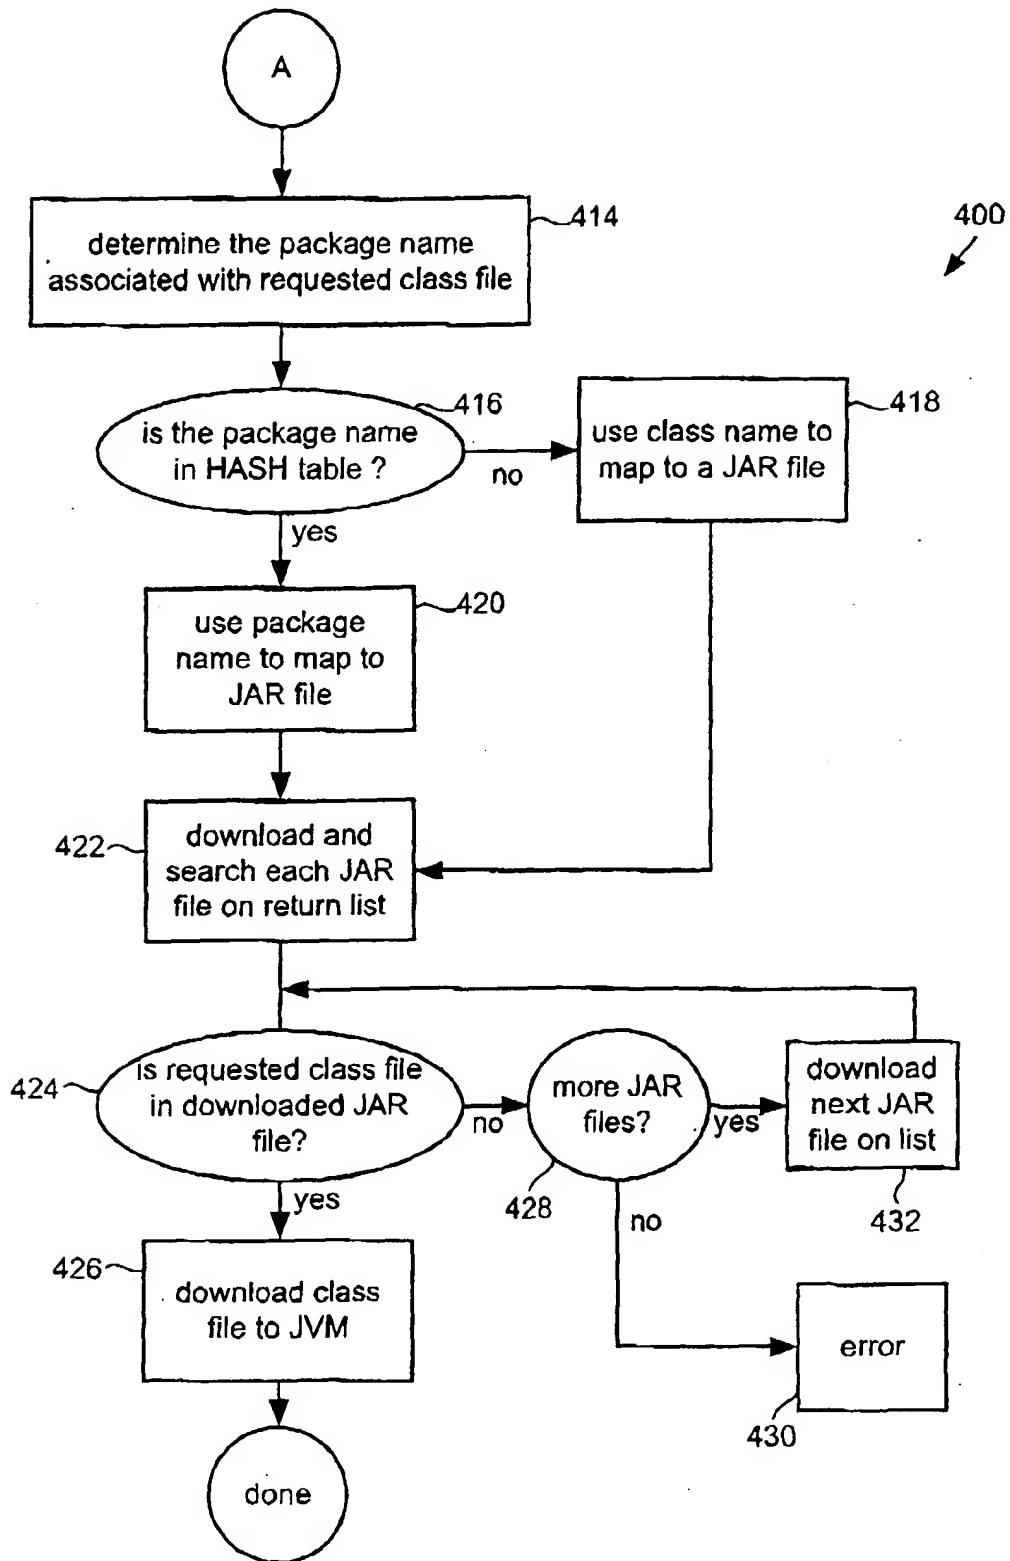 A
determine the package name
associated with requested class file
414
400
is the package name
in HASH table ?
416
no
use class name to
map to a JAR file
418
yes
use package
name to map to
JAR file
420
download and
search each JAR
file on return list
422
is requested class file
in downloaded JAR
file?
424
no
more JAR
files?
428
yes
download
next JAR
file on list
432
yes
no
download class
file to JVM
426
error
430
done